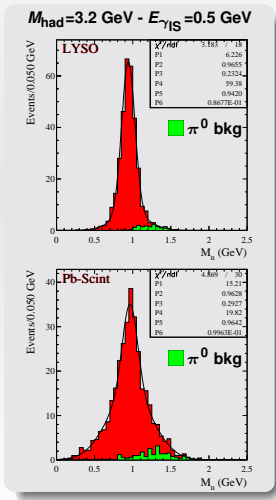 M_had=3.2 GeV - E_γIS=0.5 GeV
LYSO
χ²/ndf 3.183 / 18
P1 6.226
P2 0.9655
P3 0.2324
P4 59.38
P5 0.9420
P6 0.8677E-01
Events/0.050 GeV
60
40
20
0
π⁰ bkg
0 0.5 1 1.5 2 2.5
M_n (GeV)
Pb-Scint
χ²/ndf 4.869 / 30
P1 15.21
P2 0.9628
P3 0.2927
P4 19.82
P5 0.9642
P6 0.9963E-01
Events/0.050 GeV
40
30
20
10
0
π⁰ bkg
0 0.5 1 1.5 2 2.5
M_n (GeV)